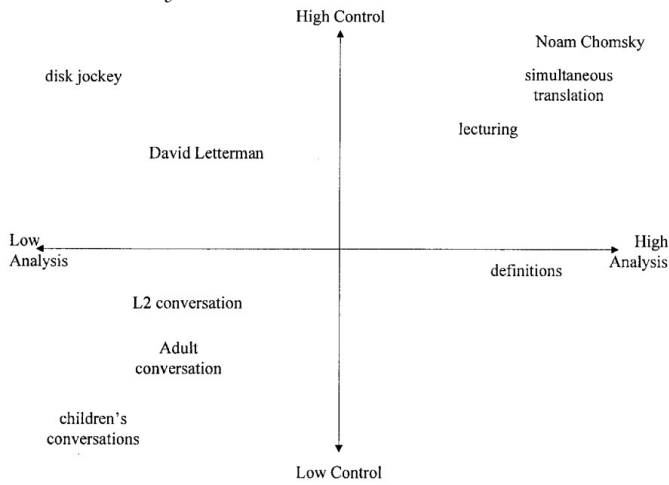 High Control
Noam Chomsky
disk jockey
simultaneous
translation
lecturing
David Letterman
Low
Analysis
High
Analysis
definitions
L2 conversation
Adult
conversation
children's
conversations
Low Control